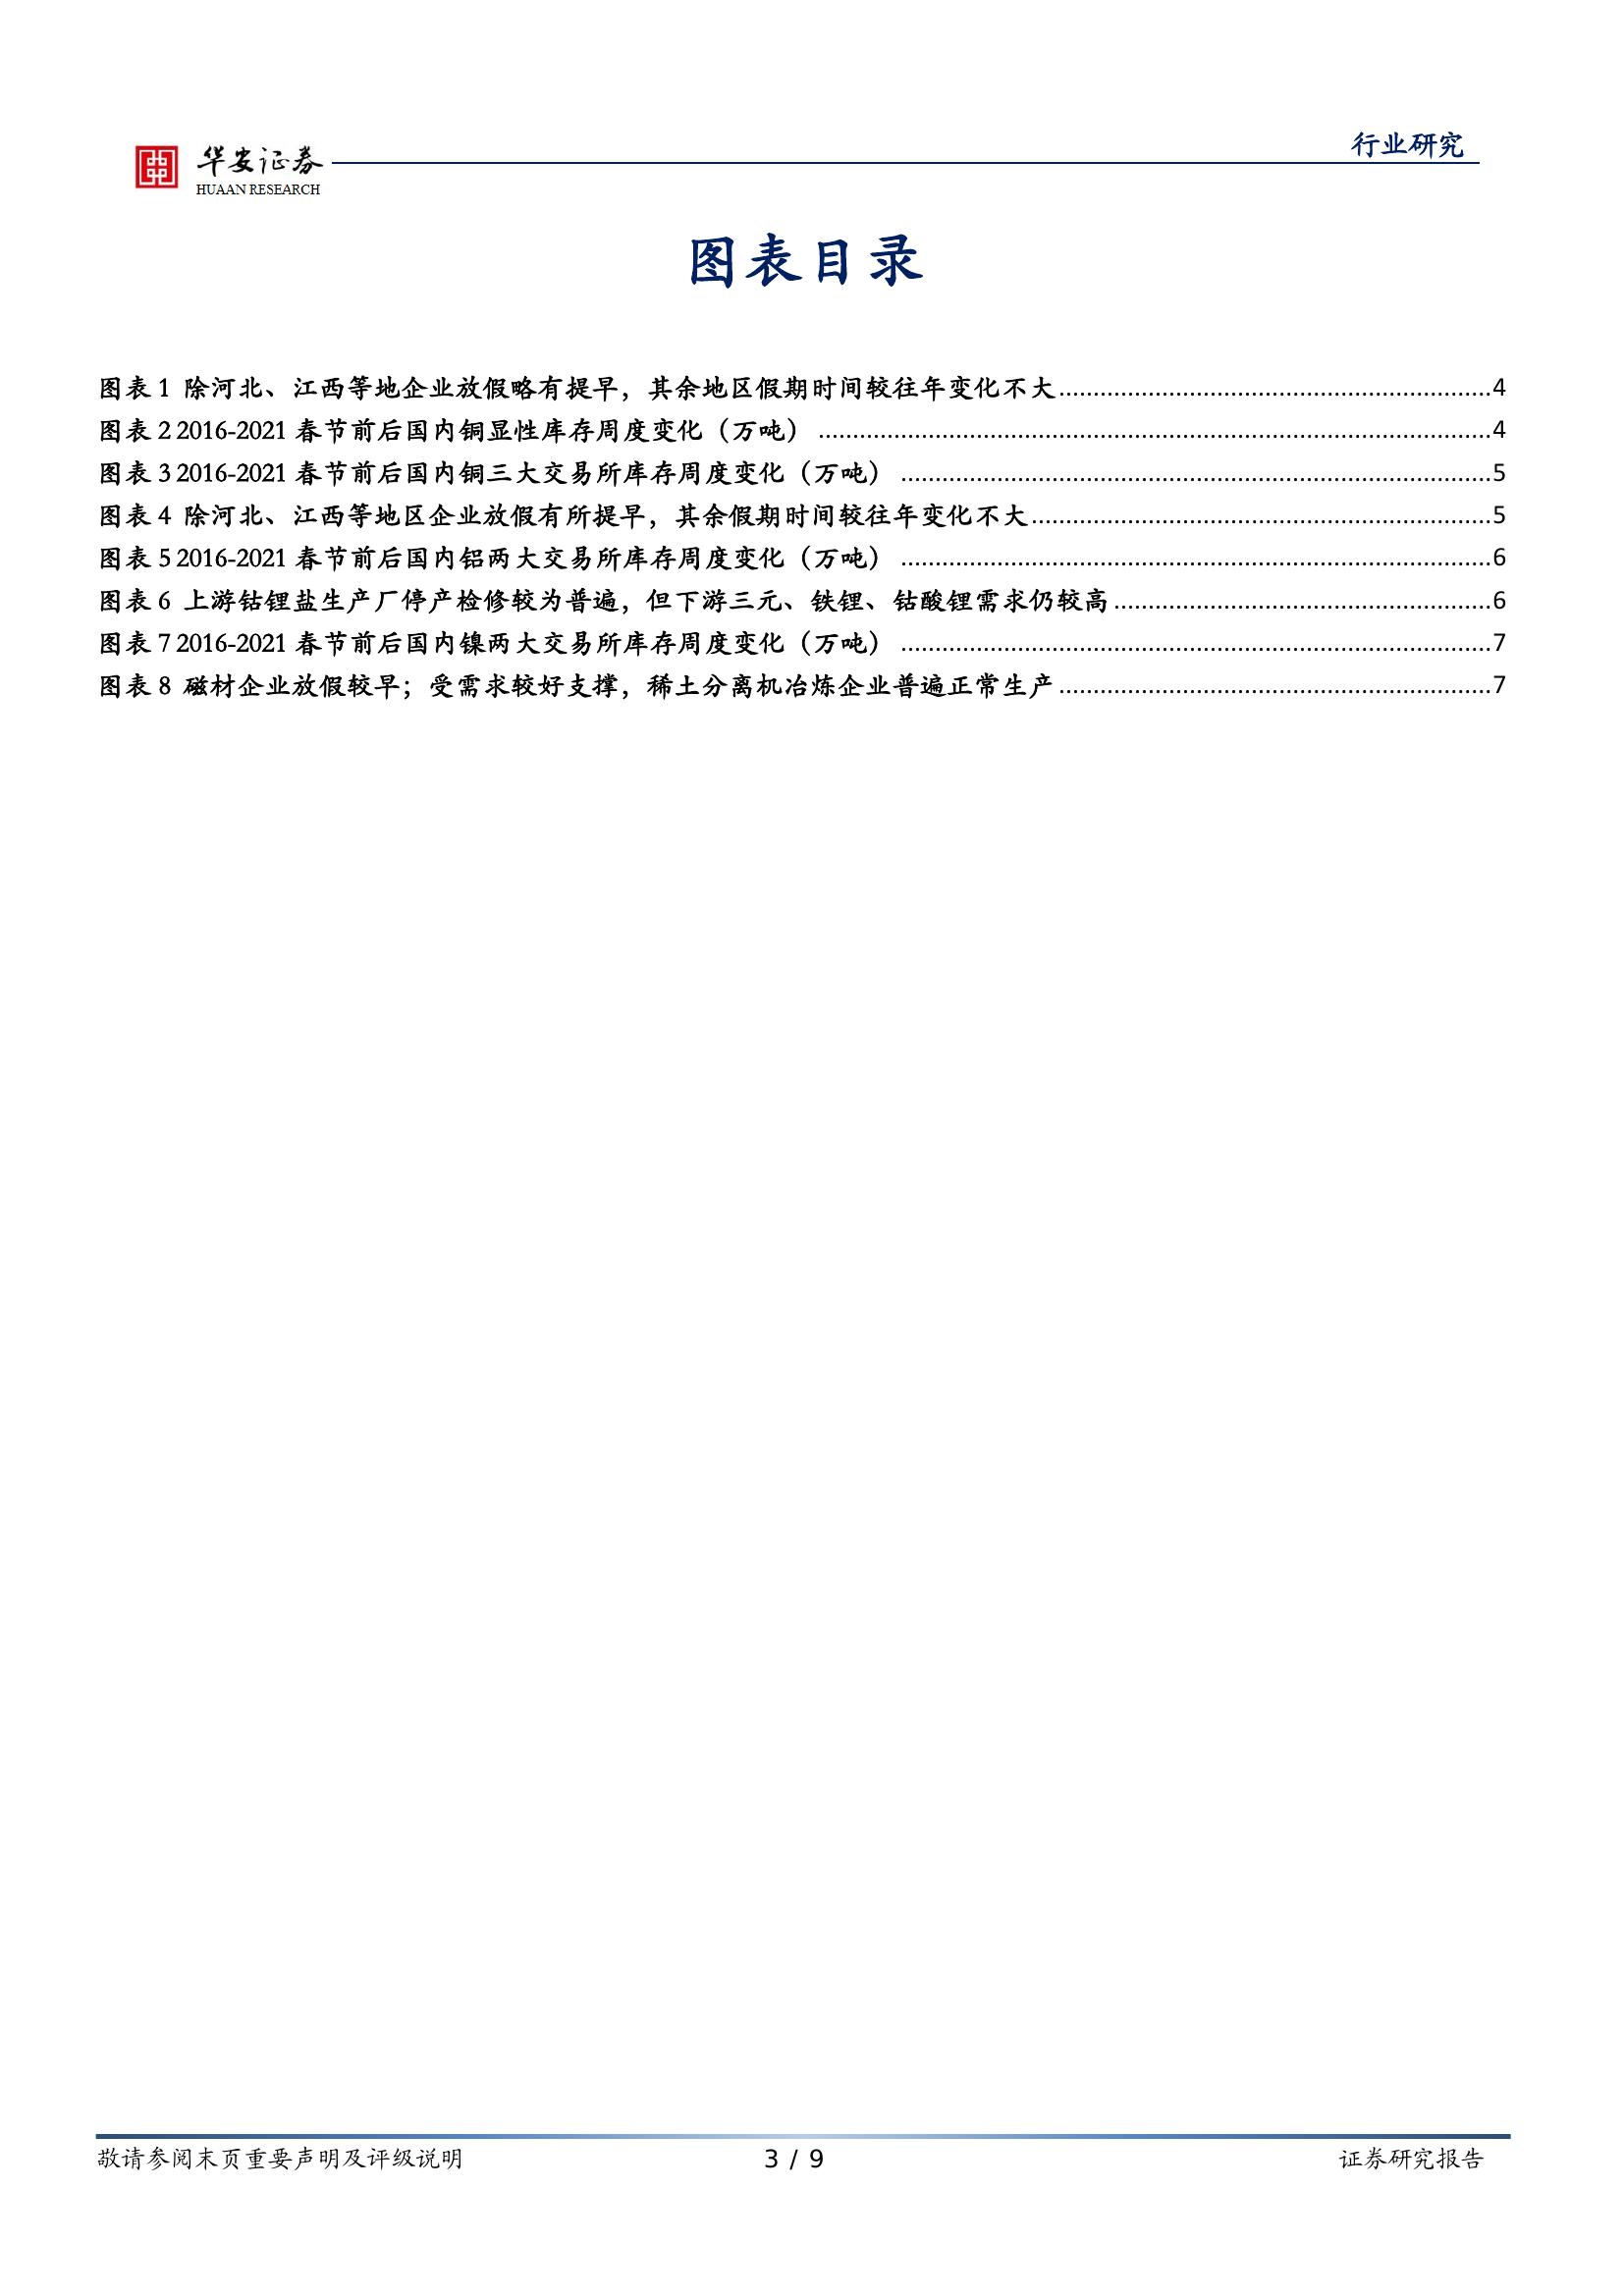 华安证券
HUAAN RESEARCH
行业研究
图表目录
图表 1 除河北、江西等地企业放假略有提早，其余地区假期时间较往年变化不大 4
图表 2 2016-2021 春节前后国内铜显性库存周度变化（万吨） 4
图表 3 2016-2021 春节前后国内铜三大交易所库存周度变化（万吨） 5
图表 4 除河北、江西等地区企业放假有所提早，其余假期时间较往年变化不大 5
图表 5 2016-2021 春节前后国内铝两大交易所库存周度变化（万吨） 6
图表 6 上游钴锂盐生产厂停产检修较为普遍，但下游三元、铁锂、钴酸锂需求仍较高 6
图表 7 2016-2021 春节前后国内镍两大交易所库存周度变化（万吨） 7
图表 8 磁材企业放假较早；受需求较好支撑，稀土分离机冶炼企业普遍正常生产 7
敬请参阅末页重要声明及评级说明 3 / 9 证券研究报告